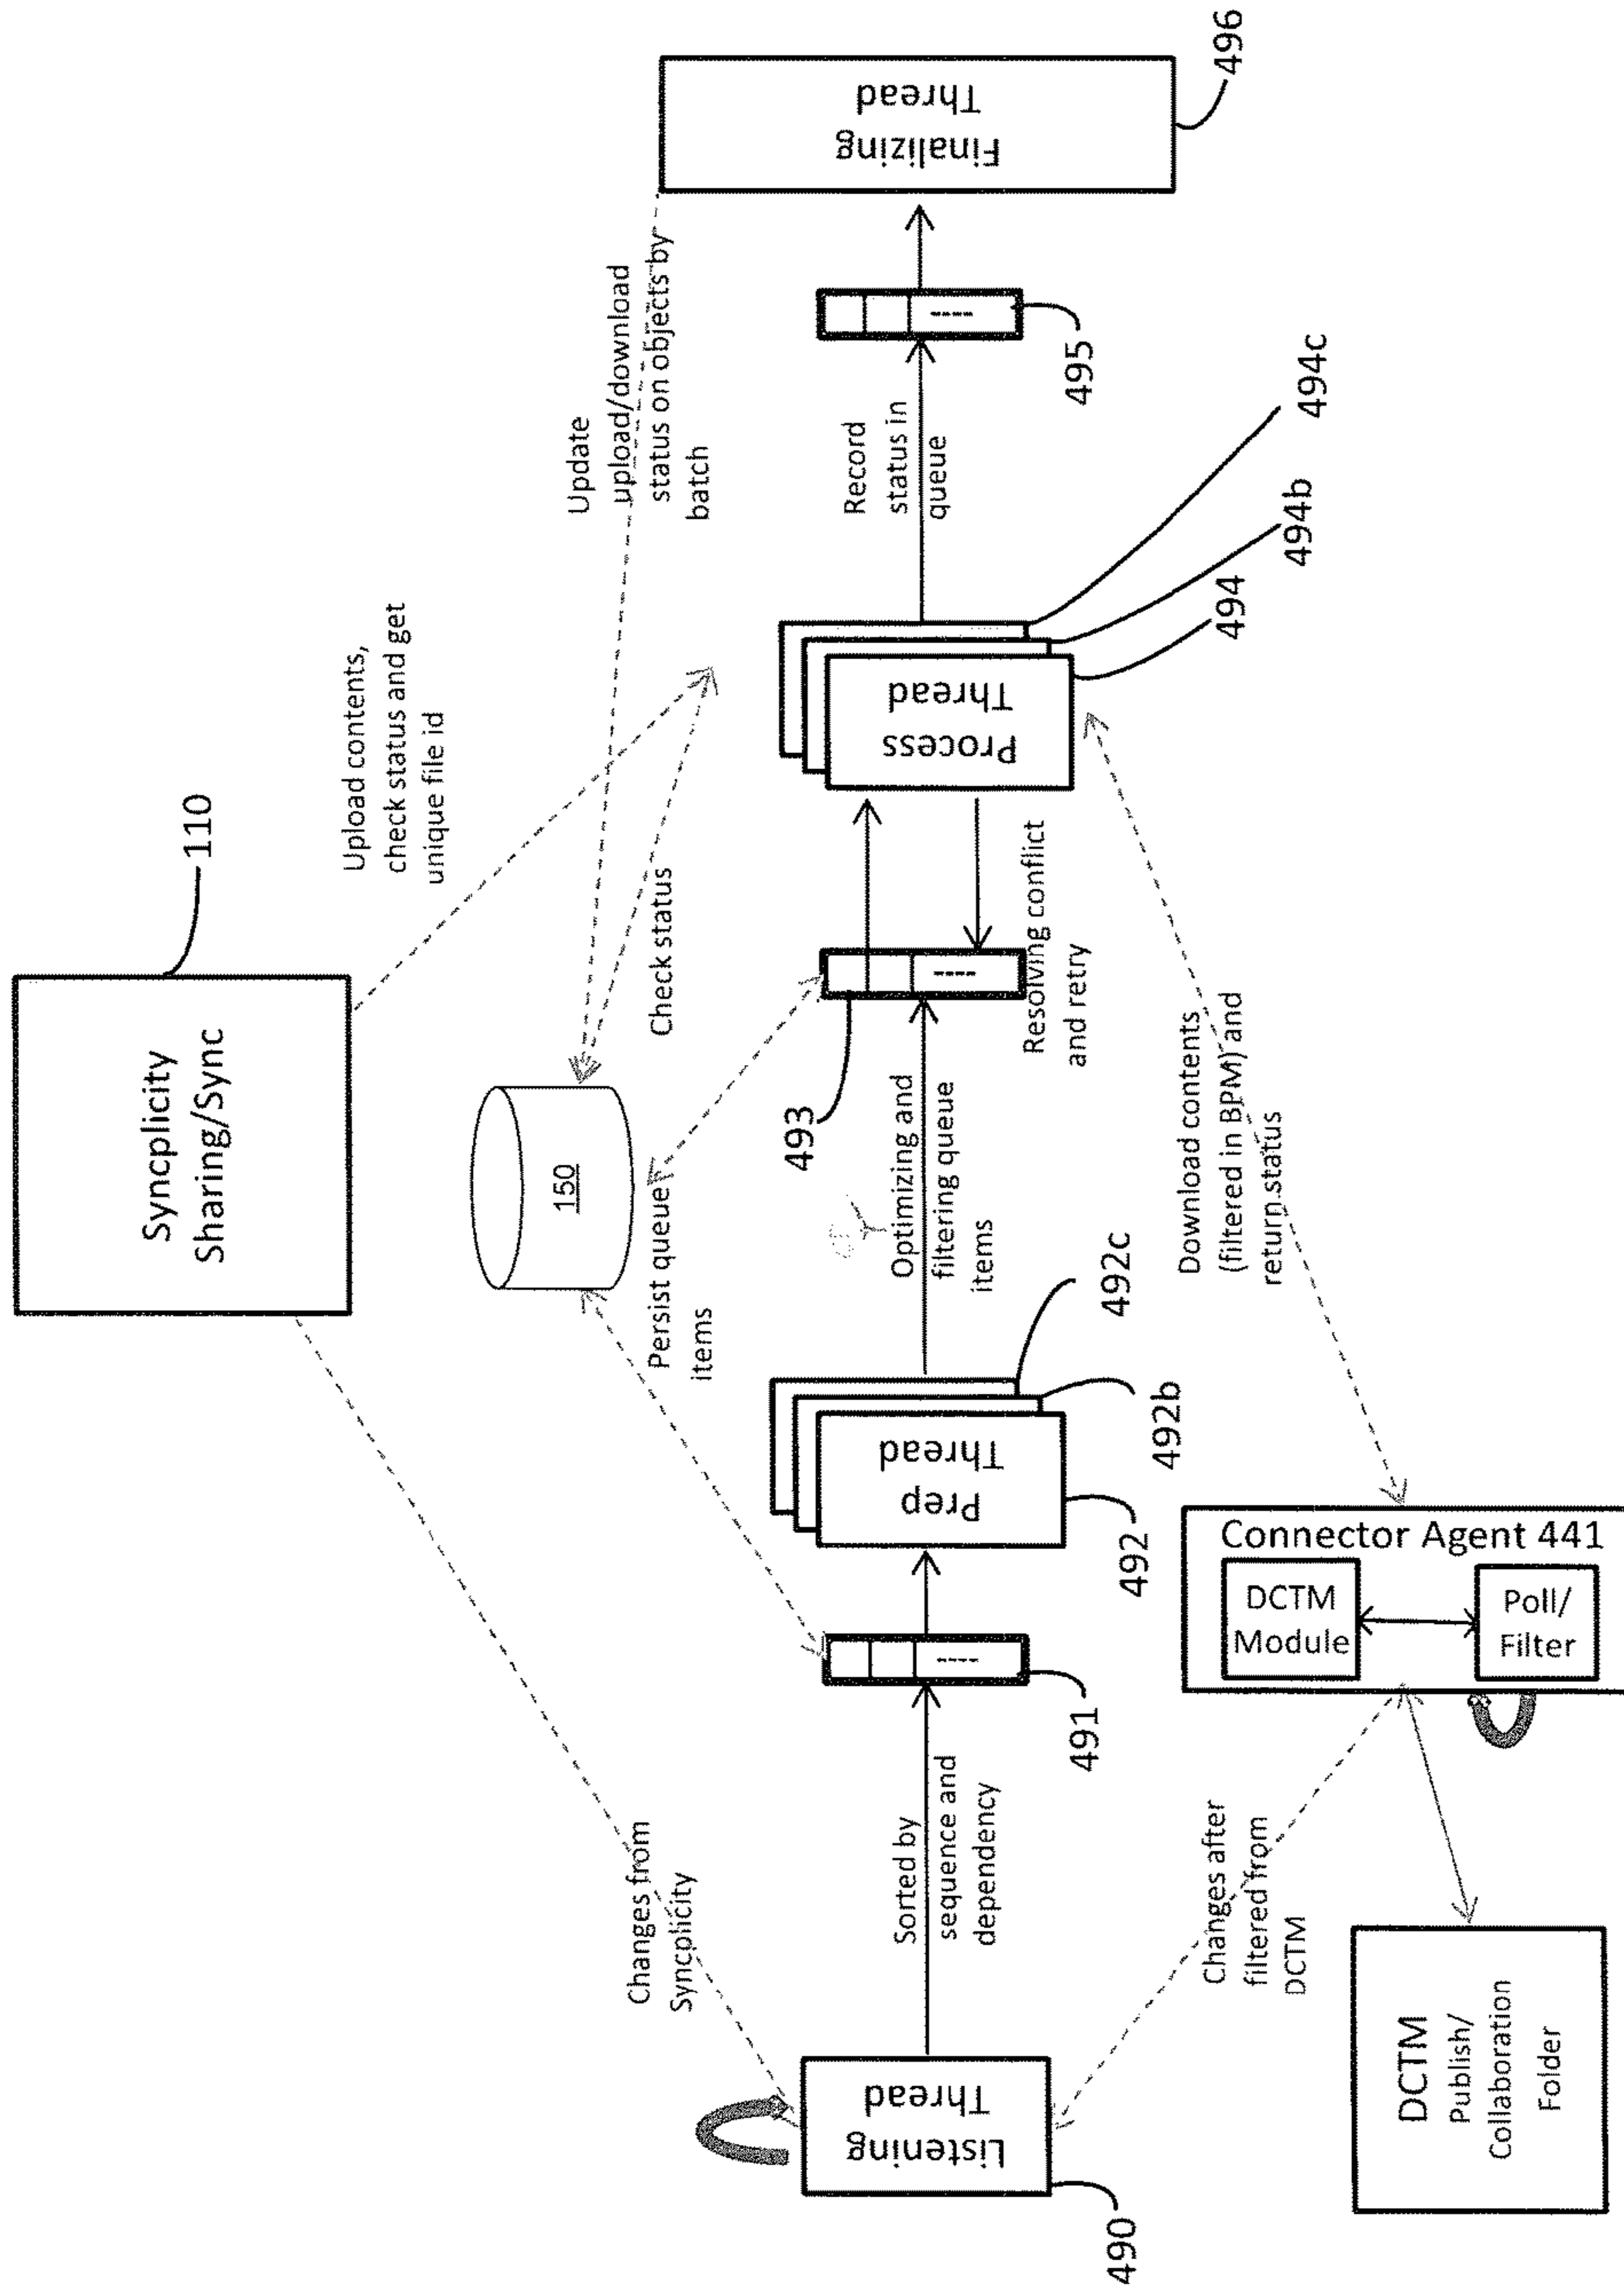 Syncplicity
Sharing/Sync
110
Upload contents,
check status and get
unique file id
Update
upload/download
status on objects by
batch
150
Persist queue
items
Check status
Changes from
Syncplicity
Listening
Thread
490
Sorted by
sequence and
dependency
----
491
Prep
Thread
492
492b
492c
Optimizing and
filtering queue
items
----
493
Resolving conflict
and retry
Process
Thread
494
494b
494c
Record
status in
queue
----
495
Finalizing
Thread
496
Changes after
filtered from
DCTM
Download contents
(filtered in BPM) and
return status
Connector Agent 441
DCTM
Module
Poll/
Filter
DCTM
Publish/
Collaboration
Folder